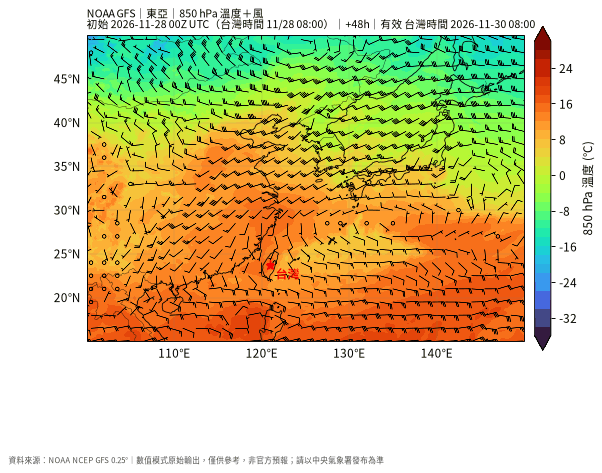 NOAA GFS｜東亞｜850 hPa 溫度＋風
初始 2026-11-28 00Z UTC（台灣時間 11/28 08:00）｜+48h｜有效 台灣時間 2026-11-30 08:00
45°N
40°N
35°N
30°N
25°N
20°N
110°E
120°E
130°E
140°E
台灣
24
16
8
0
-8
-16
-24
-32
850 hPa 溫度 (°C)
資料來源：NOAA NCEP GFS 0.25°｜數值模式原始輸出，僅供參考，非官方預報；請以中央氣象署發布為準